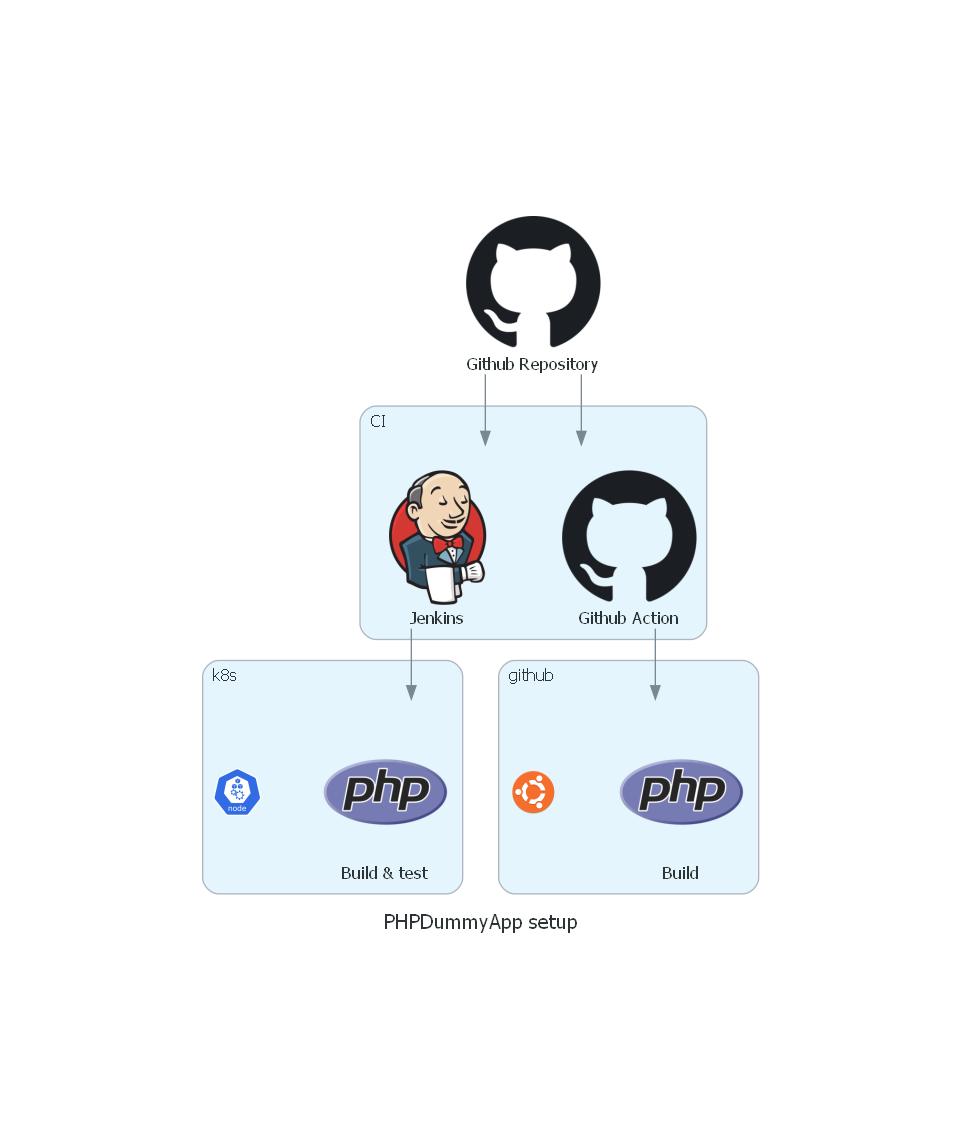 Github Repository
CI
Jenkins
Github Action
k8s
github
node
php
php
Build & test
Build
PHPDummyApp setup